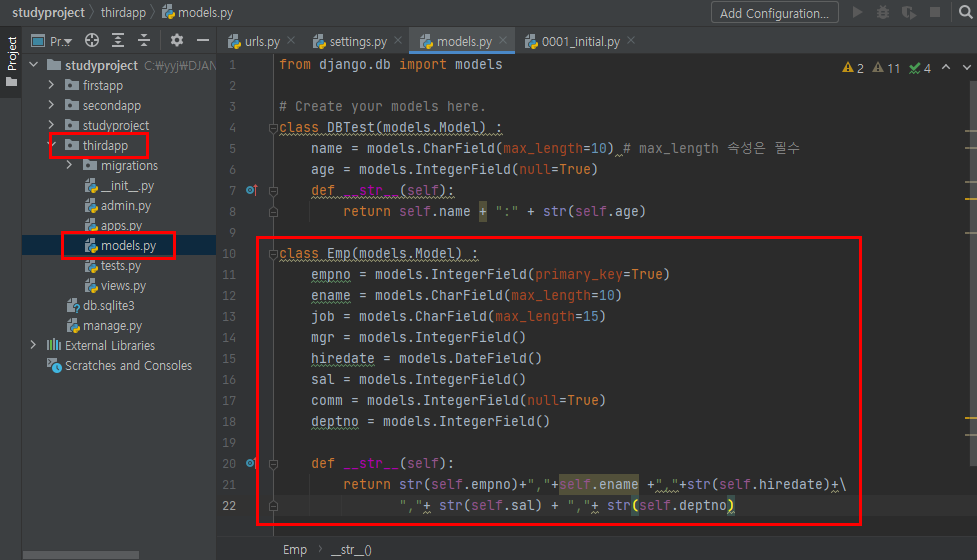 studyproject thirdapp models.py Add Configuration...
Project
Pr...
urls.py settings.py models.py 0001_initial.py
studyproject C:\yyj\DJAN
firstapp
secondapp
studyproject
thirdapp
migrations
__init__.py
admin.py
apps.py
models.py
tests.py
views.py
db.sqlite3
manage.py
External Libraries
Scratches and Consoles
2 11 4
1 from django.db import models
2
3 # Create your models here.
4 class DBTest(models.Model) :
5 name = models.CharField(max_length=10) # max_length 속성은 필수
6 age = models.IntegerField(null=True)
7 def __str__(self):
8 return self.name + ":" + str(self.age)
9
10 class Emp(models.Model) :
11 empno = models.IntegerField(primary_key=True)
12 ename = models.CharField(max_length=10)
13 job = models.CharField(max_length=15)
14 mgr = models.IntegerField()
15 hiredate = models.DateField()
16 sal = models.IntegerField()
17 comm = models.IntegerField(null=True)
18 deptno = models.IntegerField()
19
20 def __str__(self):
21 return str(self.empno)+","+self.ename +","+str(self.hiredate)+\
22 ","+ str(self.sal) + ","+ str(self.deptno)
Emp __str__()